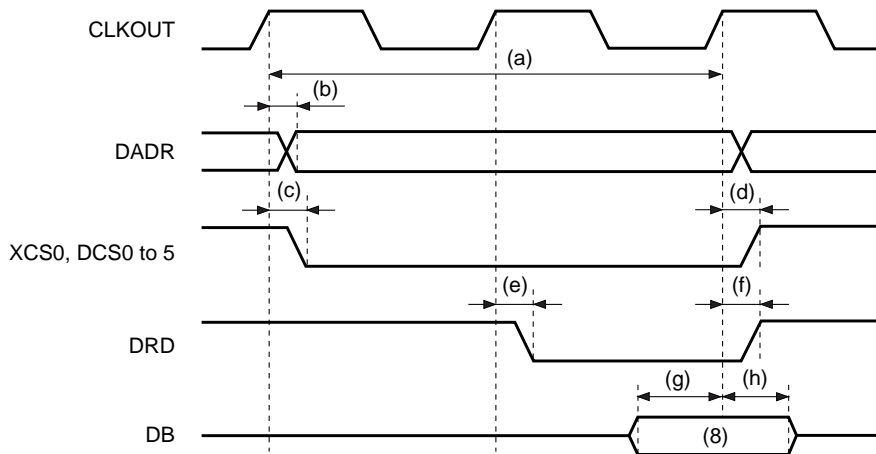 CLKOUT
(a)
(b)
DADR
(c)
(d)
XCS0, DCS0 to 5
(e)
(f)
DRD
(g)
(h)
DB
(8)